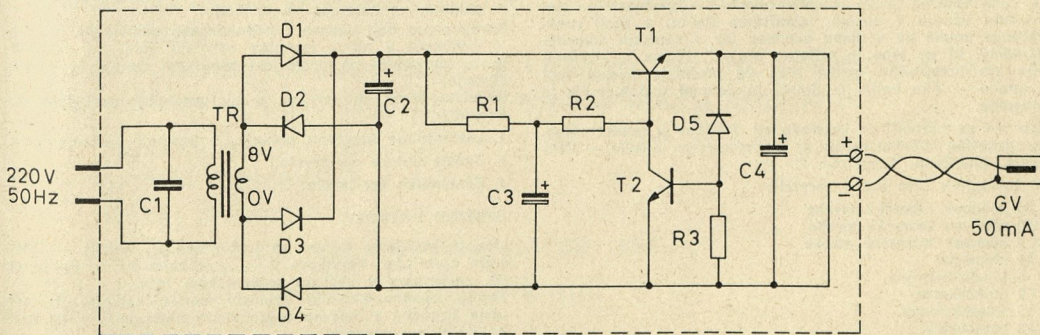 D1
T1
D2
C2
R1
R2
D5
TR
8V
+
220V
50Hz
C1
0V
C3
T2
C4
+
−
GV
50mA
D3
R3
D4